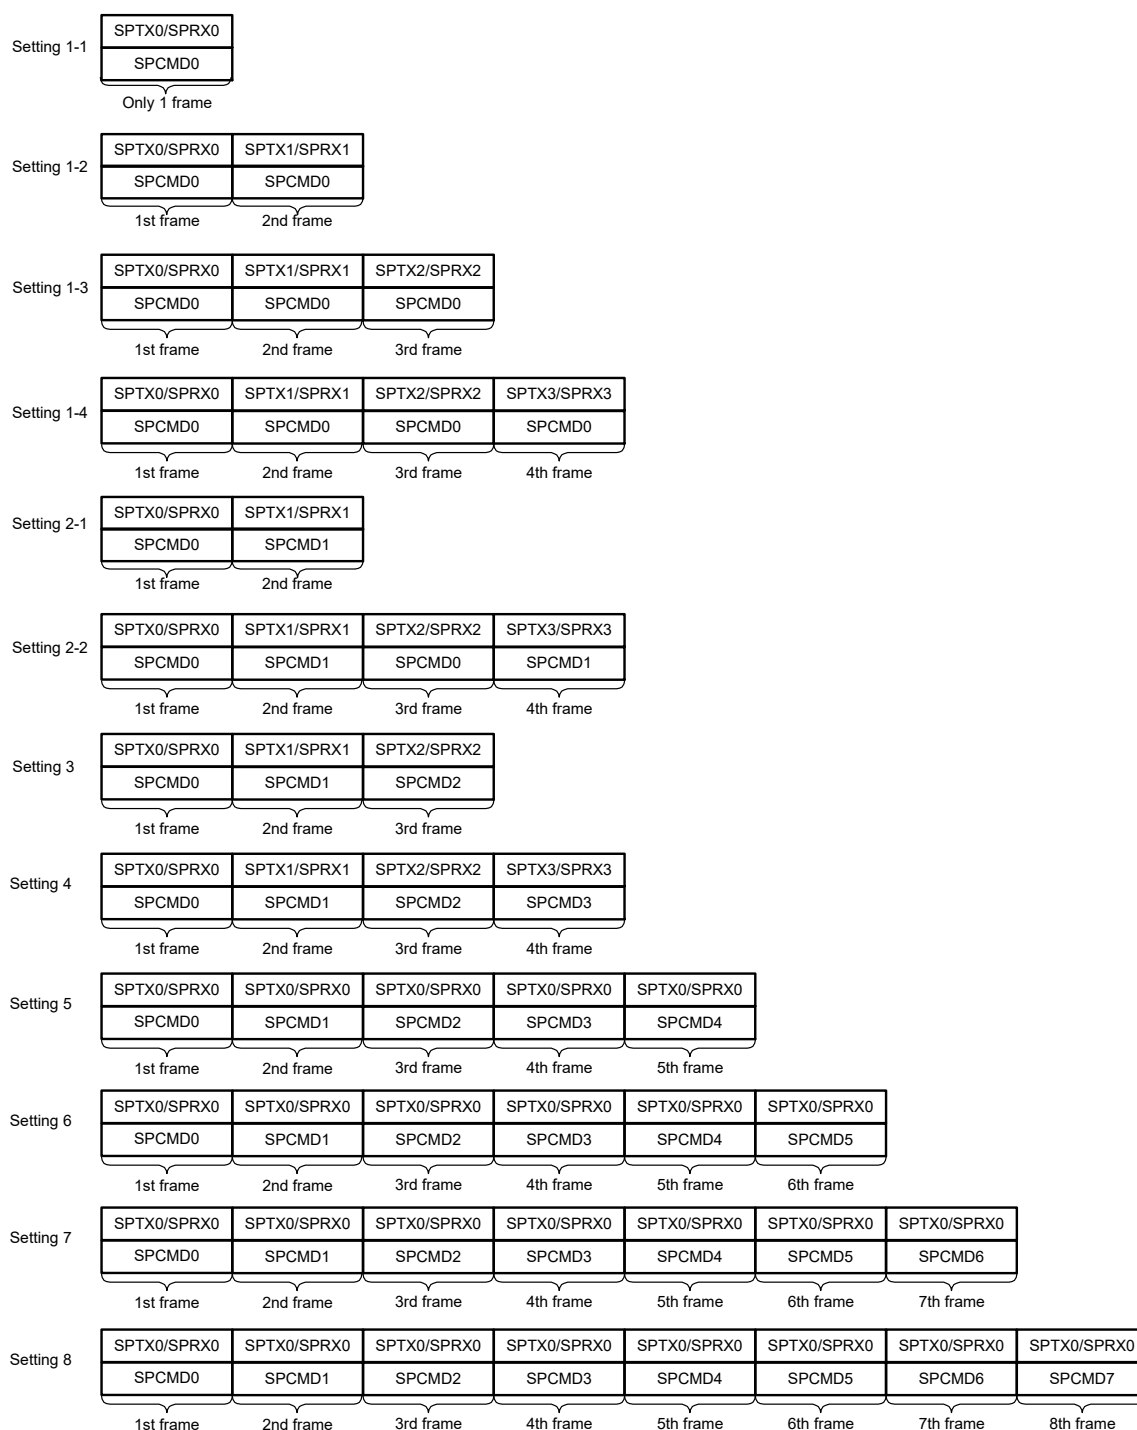 SPTX0/SPRX0
Setting 1-1
SPCMD0
Only 1 frame
SPTX0/SPRX0 SPTX1/SPRX1
Setting 1-2
SPCMD0 SPCMD0
1st frame 2nd frame
SPTX0/SPRX0 SPTX1/SPRX1 SPTX2/SPRX2
Setting 1-3
SPCMD0 SPCMD0 SPCMD0
1st frame 2nd frame 3rd frame
SPTX0/SPRX0 SPTX1/SPRX1 SPTX2/SPRX2 SPTX3/SPRX3
Setting 1-4
SPCMD0 SPCMD0 SPCMD0 SPCMD0
1st frame 2nd frame 3rd frame 4th frame
SPTX0/SPRX0 SPTX1/SPRX1
Setting 2-1
SPCMD0 SPCMD1
1st frame 2nd frame
SPTX0/SPRX0 SPTX1/SPRX1 SPTX2/SPRX2 SPTX3/SPRX3
Setting 2-2
SPCMD0 SPCMD1 SPCMD0 SPCMD1
1st frame 2nd frame 3rd frame 4th frame
SPTX0/SPRX0 SPTX1/SPRX1 SPTX2/SPRX2
Setting 3
SPCMD0 SPCMD1 SPCMD2
1st frame 2nd frame 3rd frame
SPTX0/SPRX0 SPTX1/SPRX1 SPTX2/SPRX2 SPTX3/SPRX3
Setting 4
SPCMD0 SPCMD1 SPCMD2 SPCMD3
1st frame 2nd frame 3rd frame 4th frame
SPTX0/SPRX0 SPTX0/SPRX0 SPTX0/SPRX0 SPTX0/SPRX0 SPTX0/SPRX0
Setting 5
SPCMD0 SPCMD1 SPCMD2 SPCMD3 SPCMD4
1st frame 2nd frame 3rd frame 4th frame 5th frame
SPTX0/SPRX0 SPTX0/SPRX0 SPTX0/SPRX0 SPTX0/SPRX0 SPTX0/SPRX0 SPTX0/SPRX0
Setting 6
SPCMD0 SPCMD1 SPCMD2 SPCMD3 SPCMD4 SPCMD5
1st frame 2nd frame 3rd frame 4th frame 5th frame 6th frame
SPTX0/SPRX0 SPTX0/SPRX0 SPTX0/SPRX0 SPTX0/SPRX0 SPTX0/SPRX0 SPTX0/SPRX0 SPTX0/SPRX0
Setting 7
SPCMD0 SPCMD1 SPCMD2 SPCMD3 SPCMD4 SPCMD5 SPCMD6
1st frame 2nd frame 3rd frame 4th frame 5th frame 6th frame 7th frame
SPTX0/SPRX0 SPTX0/SPRX0 SPTX0/SPRX0 SPTX0/SPRX0 SPTX0/SPRX0 SPTX0/SPRX0 SPTX0/SPRX0 SPTX0/SPRX0
Setting 8
SPCMD0 SPCMD1 SPCMD2 SPCMD3 SPCMD4 SPCMD5 SPCMD6 SPCMD7
1st frame 2nd frame 3rd frame 4th frame 5th frame 6th frame 7th frame 8th frame